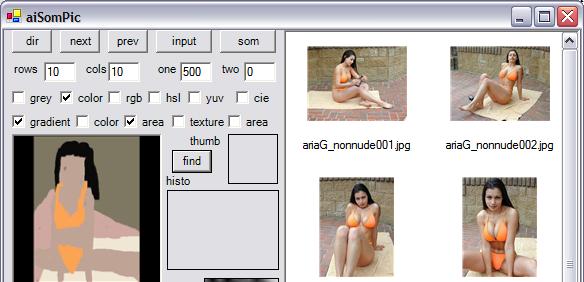 aiSomPic
dir next prev input som
rows 10 cols 10 one 500 two 0
grey color rgb hsl yuv cie
gradient color area texture area
thumb
find
histo
ariaG_nonnude001.jpg ariaG_nonnude002.jpg